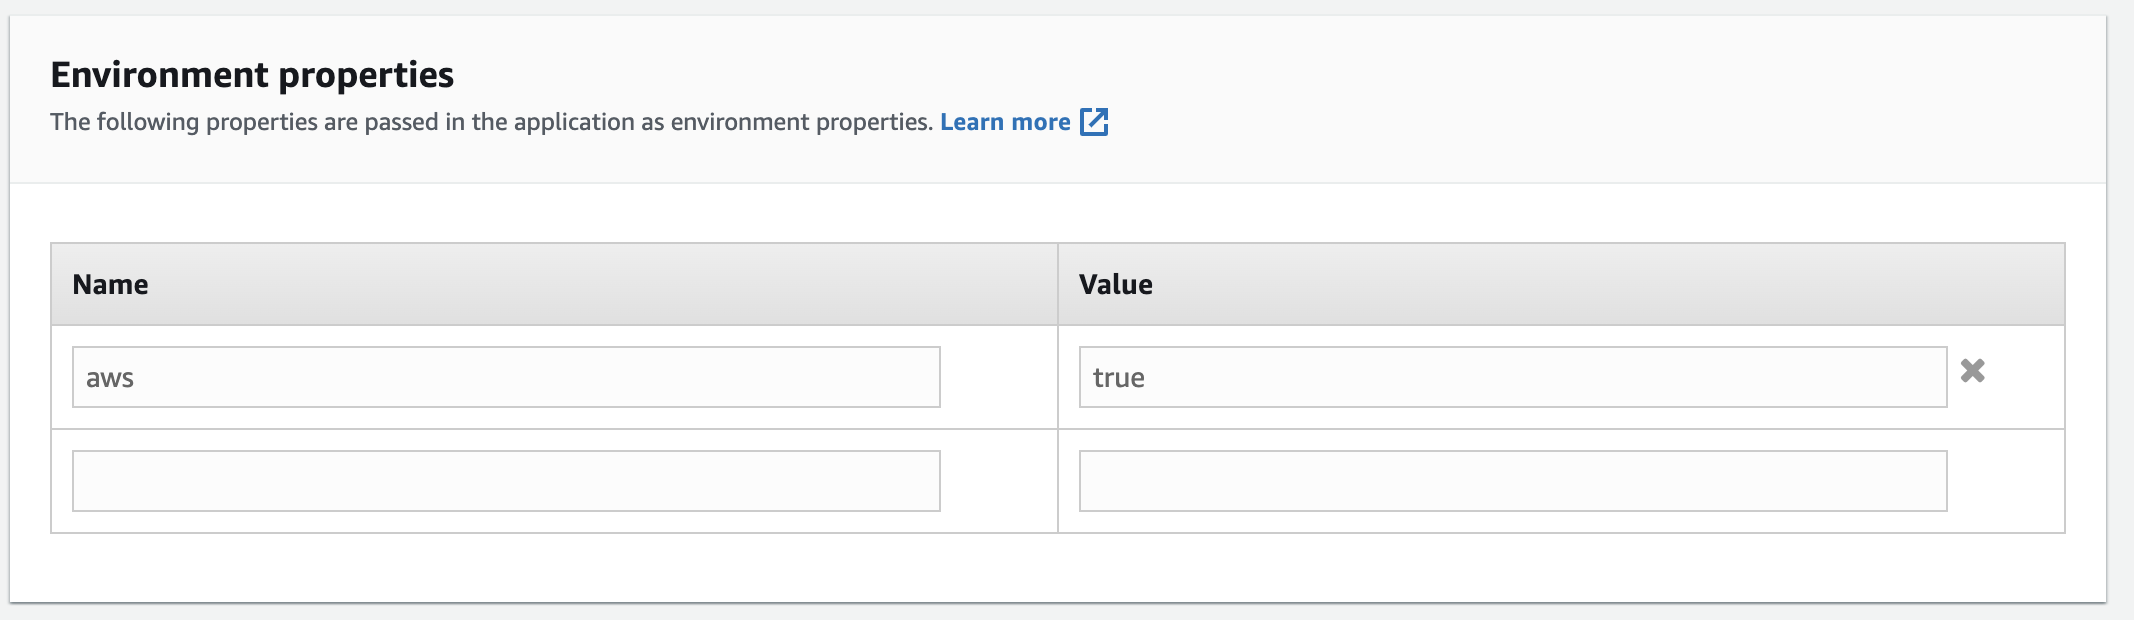 Environment properties
The following properties are passed in the application as environment properties. Learn more
Name Value
aws true